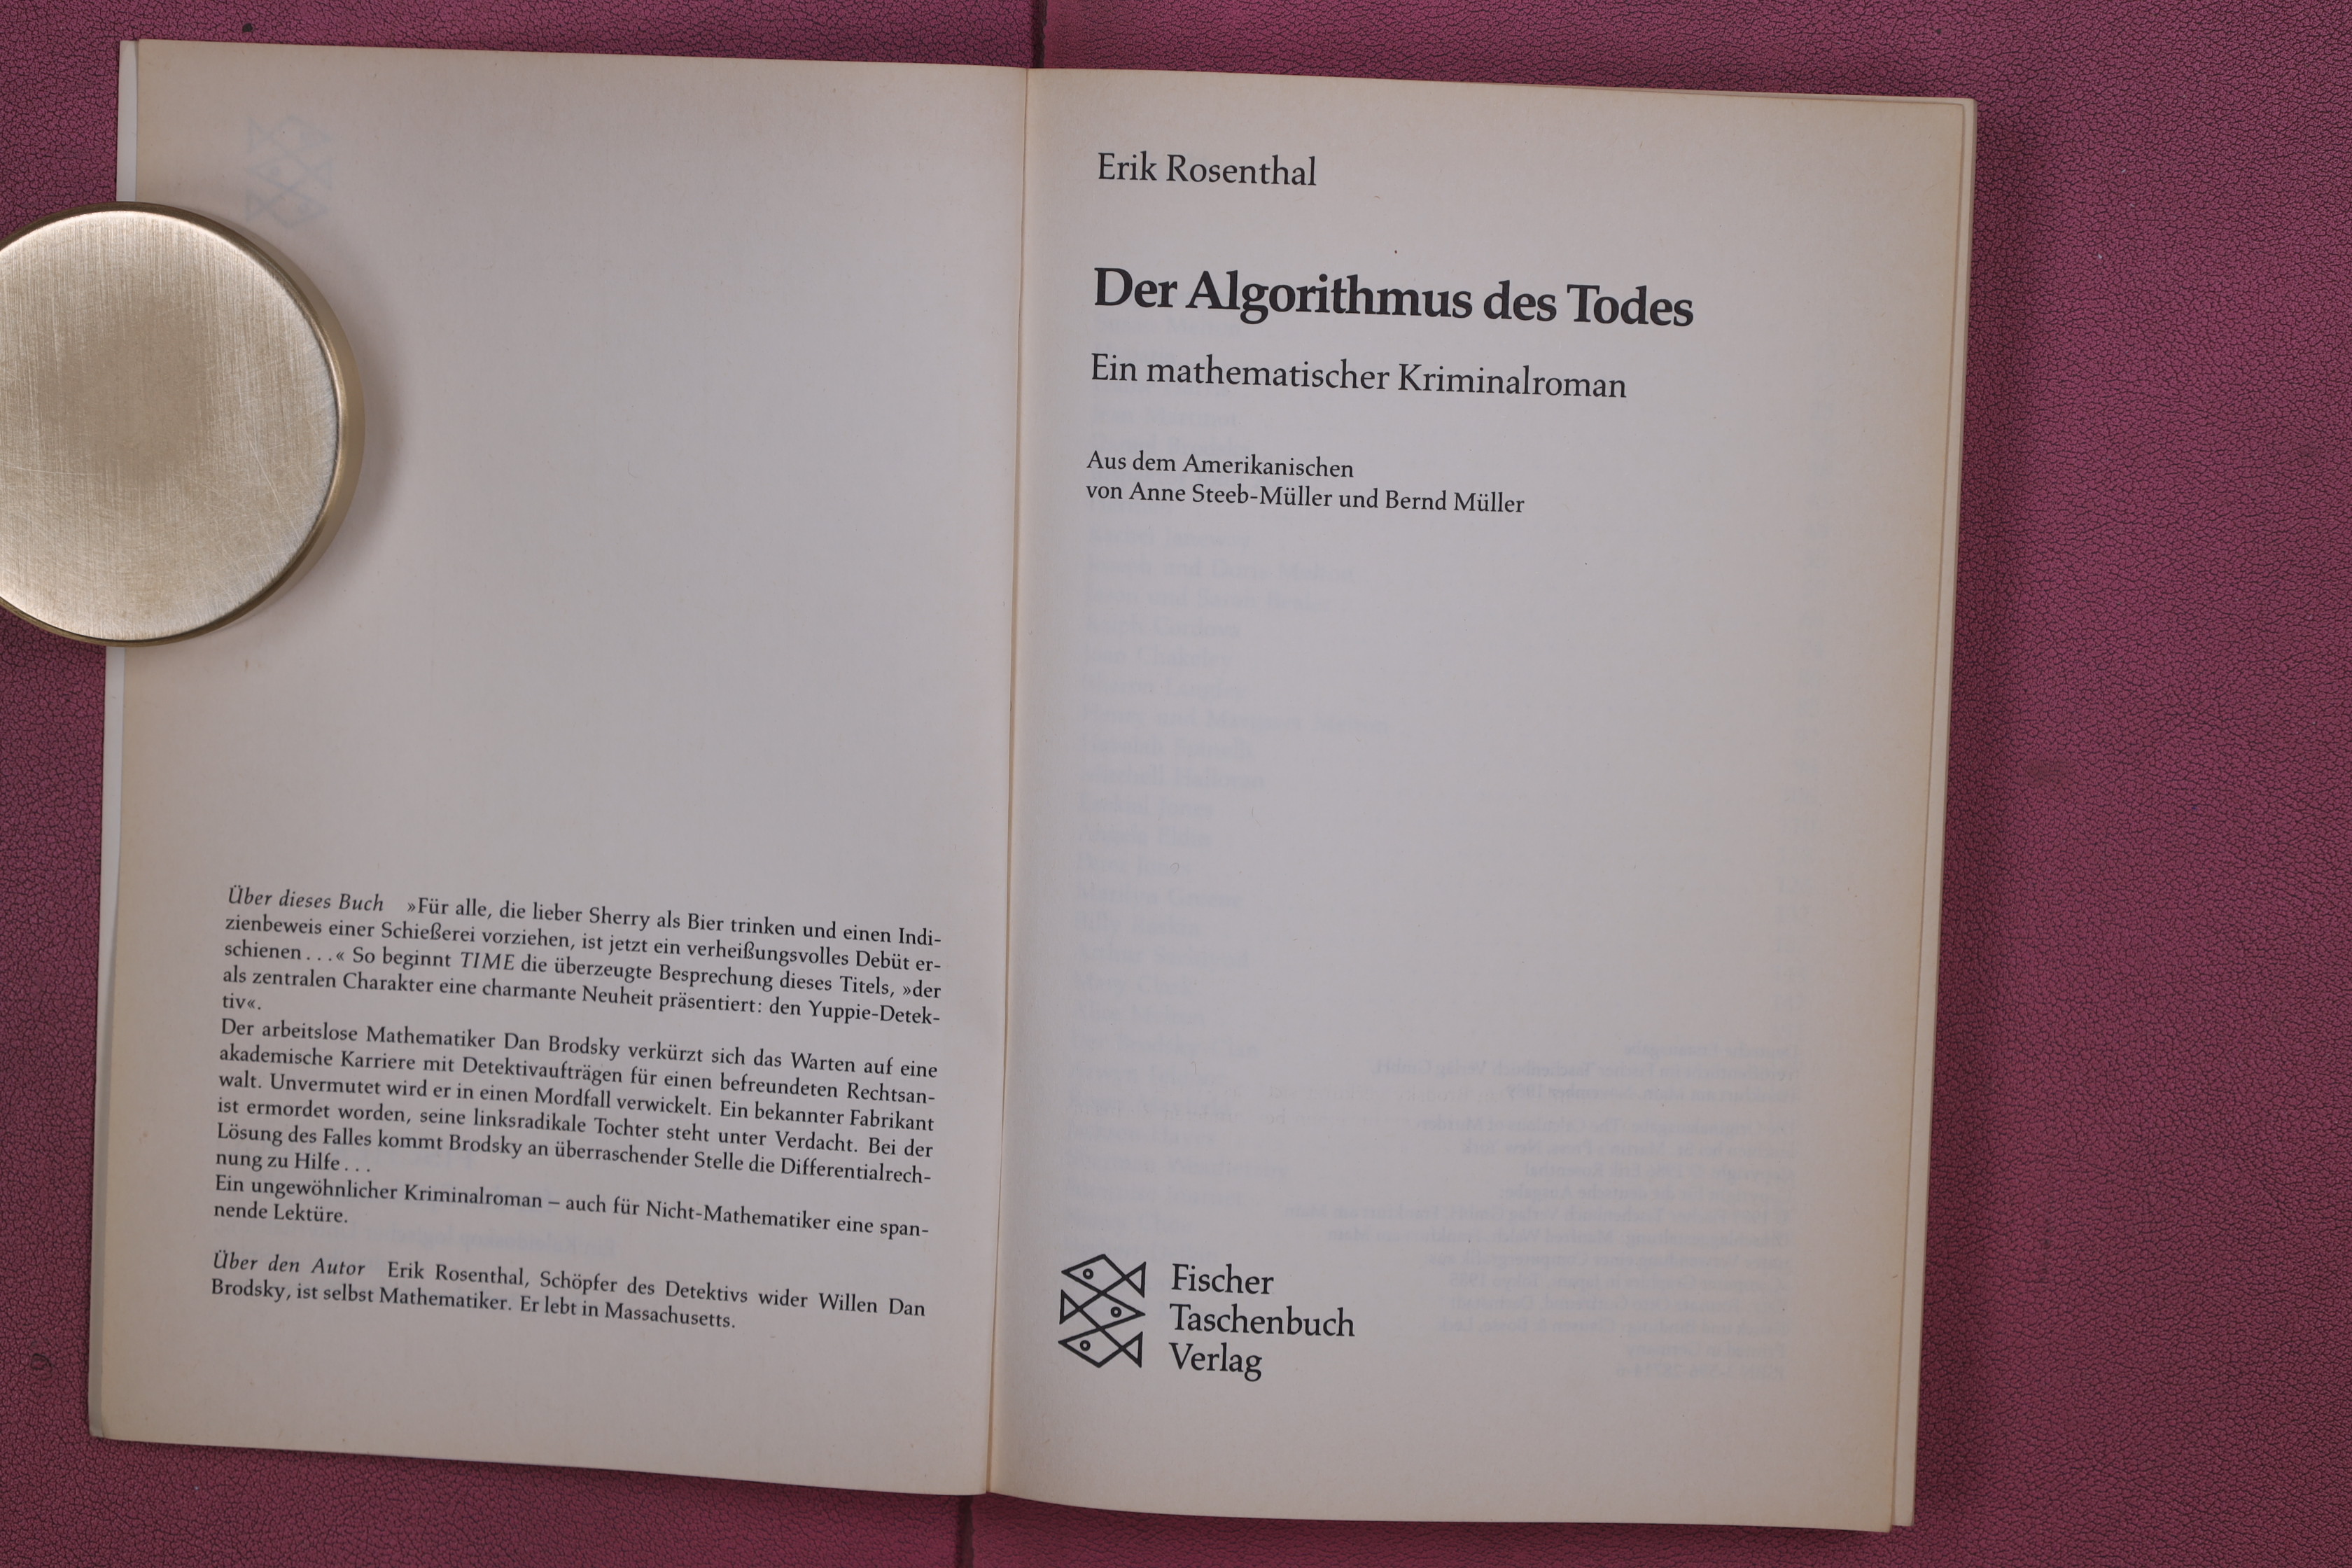 Über dieses Buch »Für alle, die lieber Sherry als Bier trinken und einen Indi-
zienbeweis einer Schießerei vorziehen, ist jetzt ein verheißungsvolles Debüt er-
schienen . . .« So beginnt TIME die überzeugte Besprechung dieses Titels, »der
als zentralen Charakter eine charmante Neuheit präsentiert: den Yuppie-Detek-
tiv«.
Der arbeitslose Mathematiker Dan Brodsky verkürzt sich das Warten auf eine
akademische Karriere mit Detektivaufträgen für einen befreundeten Rechtsan-
walt. Unvermutet wird er in einen Mordfall verwickelt. Ein bekannter Fabrikant
ist ermordet worden, seine linksradikale Tochter steht unter Verdacht. Bei der
Lösung des Falles kommt Brodsky an überraschender Stelle die Differentialrech-
nung zu Hilfe . . .
Ein ungewöhnlicher Kriminalroman – auch für Nicht-Mathematiker eine span-
nende Lektüre.
Über den Autor Erik Rosenthal, Schöpfer des Detektivs wider Willen Dan
Brodsky, ist selbst Mathematiker. Er lebt in Massachusetts.
Erik Rosenthal
Der Algorithmus des Todes
Ein mathematischer Kriminalroman
Aus dem Amerikanischen
von Anne Steeb-Müller und Bernd Müller
Fischer
Taschenbuch
Verlag